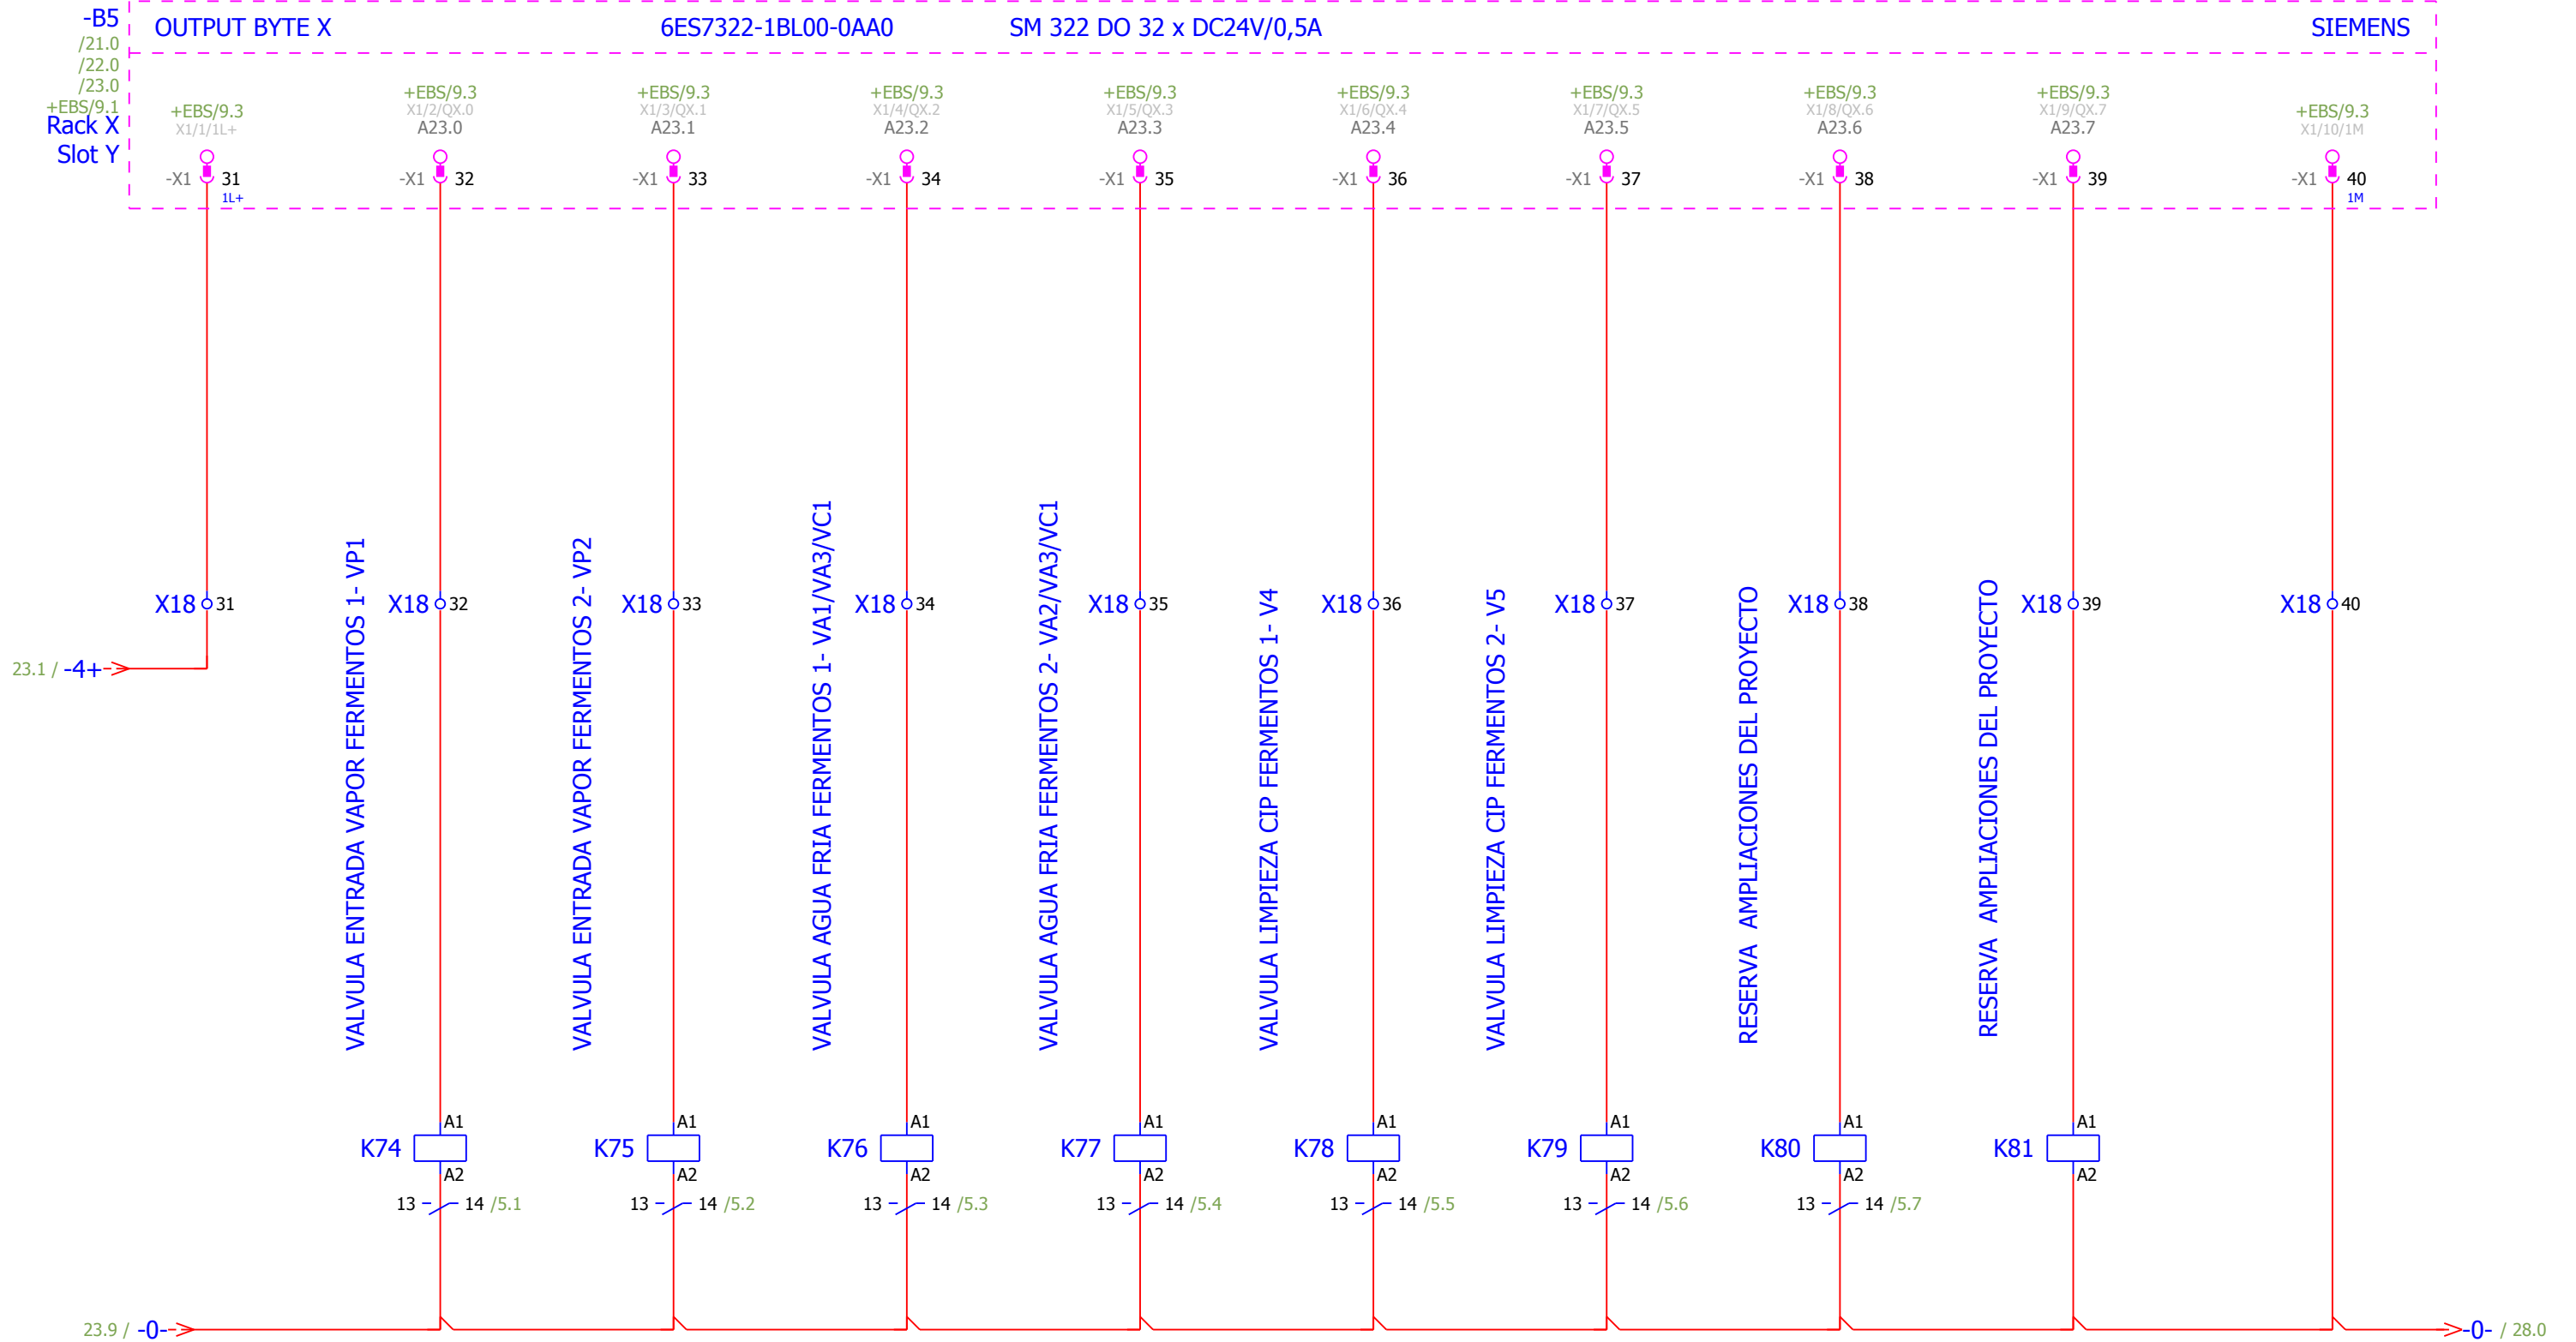 -B5 OUTPUT BYTE X 6ES7322-1BL00-0AA0 SM 322 DO 32 x DC24V/0,5A SIEMENS
/21.0
/22.0
/23.0
+EBS/9.1
Rack X
Slot Y
+EBS/9.3 +EBS/9.3 +EBS/9.3 +EBS/9.3 +EBS/9.3 +EBS/9.3 +EBS/9.3 +EBS/9.3 +EBS/9.3 +EBS/9.3
X1/1/1L+ X1/2/QX.0 X1/3/QX.1 X1/4/QX.2 X1/5/QX.3 X1/6/QX.4 X1/7/QX.5 X1/8/QX.6 X1/9/QX.7 X1/10/1M
A23.0 A23.1 A23.2 A23.3 A23.4 A23.5 A23.6 A23.7
-X1 31 -X1 32 -X1 33 -X1 34 -X1 35 -X1 36 -X1 37 -X1 38 -X1 39 -X1 40
1L+ 1M
VALVULA ENTRADA VAPOR FERMENTOS 1- VP1
VALVULA ENTRADA VAPOR FERMENTOS 2- VP2
VALVULA AGUA FRIA FERMENTOS 1- VA1/VA3/VC1
VALVULA AGUA FRIA FERMENTOS 2- VA2/VA3/VC1
VALVULA LIMPIEZA CIP FERMENTOS 1- V4
VALVULA LIMPIEZA CIP FERMENTOS 2- V5
RESERVA AMPLIACIONES DEL PROYECTO
RESERVA AMPLIACIONES DEL PROYECTO
X18 31 X18 32 X18 33 X18 34 X18 35 X18 36 X18 37 X18 38 X18 39 X18 40
23.1 / -4+
A1 A1 A1 A1 A1 A1 A1 A1
K74 K75 K76 K77 K78 K79 K80 K81
A2 A2 A2 A2 A2 A2 A2 A2
13 14 /5.1 13 14 /5.2 13 14 /5.3 13 14 /5.4 13 14 /5.5 13 14 /5.6 13 14 /5.7
23.9 / -0- -0- / 28.0